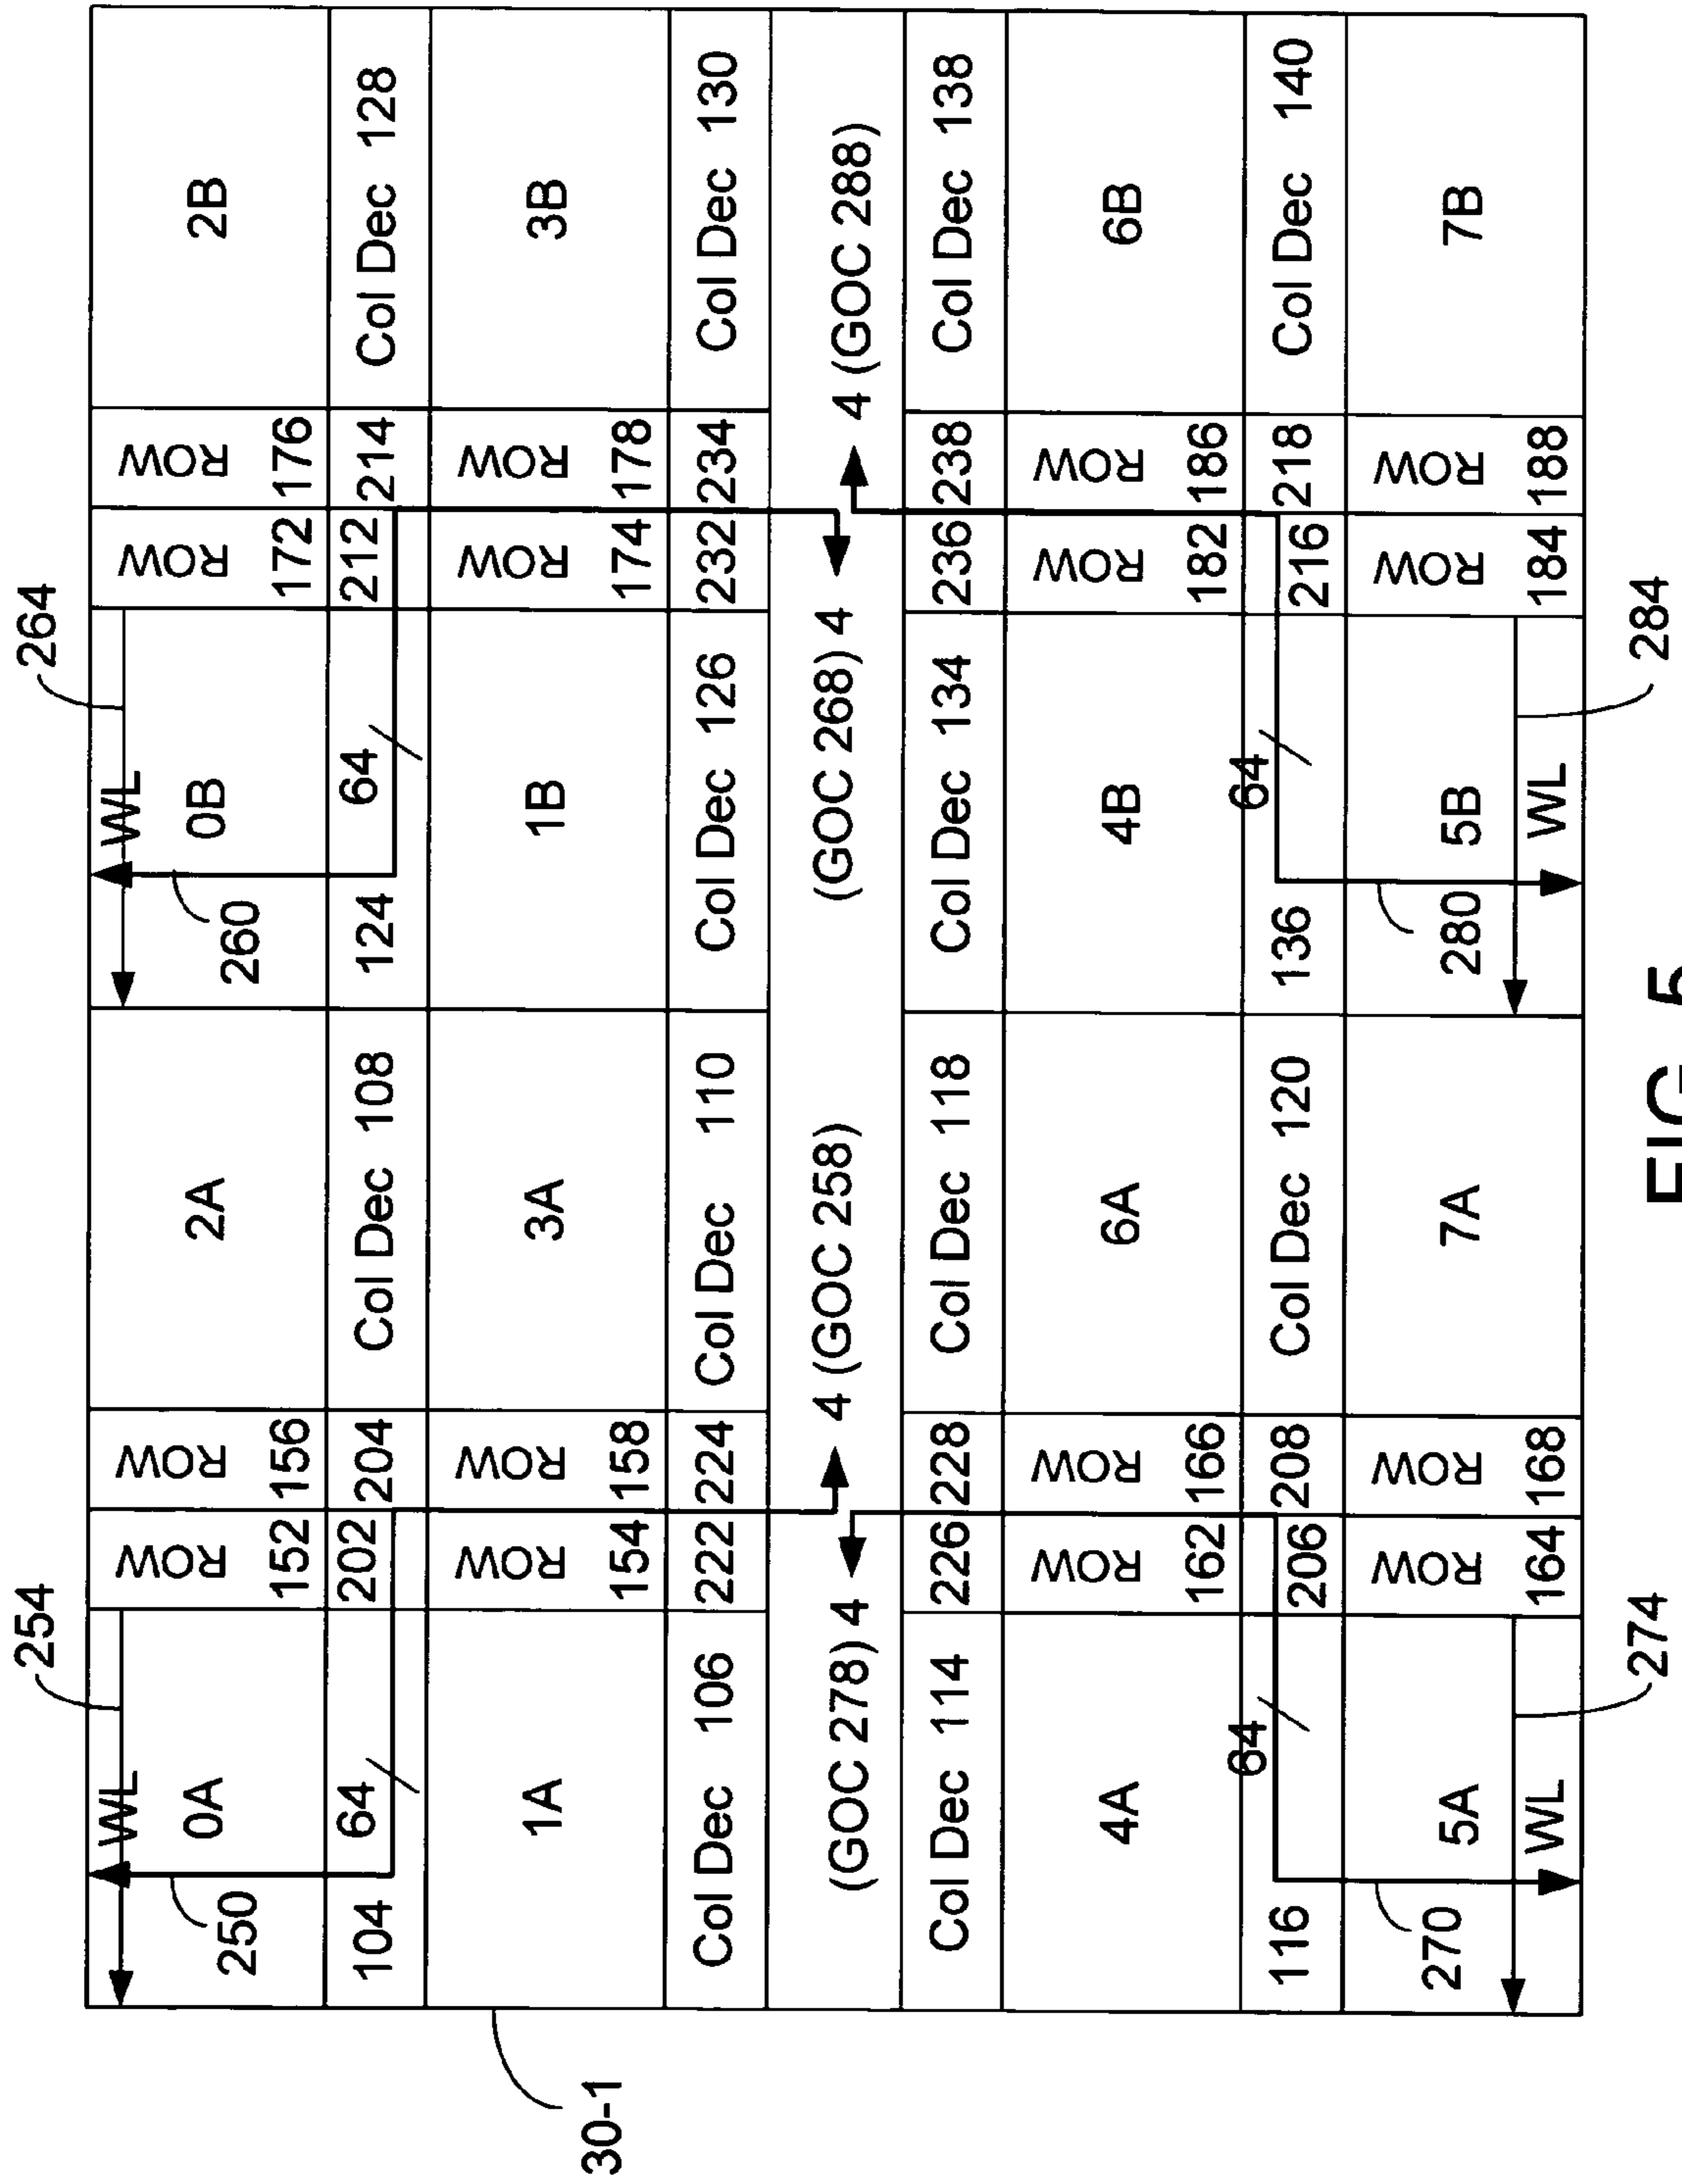 254 264
WL ROW ROW WL ROW ROW
0A 2A 0B 2B
250 152 156 260 172 176
104 64 202 204 Col Dec 108 124 64 212 214 Col Dec 128
30-1
1A ROW ROW 3A 1B ROW ROW 3B
154 158 174 178
Col Dec 106 222 224 Col Dec 110 Col Dec 126 232 234 Col Dec 130
(GOC 278) 4 4 (GOC 258) (GOC 268) 4 4 (GOC 288)
Col Dec 114 226 228 Col Dec 118 Col Dec 134 236 238 Col Dec 138
4A ROW ROW 6A 4B ROW ROW 6B
162 166 182 186
116 64 206 208 Col Dec 120 136 64 216 218 Col Dec 140
270 5A ROW ROW 7A 280 5B ROW ROW 7B
WL 164 168 WL 184 188
274 284
FIG. 5